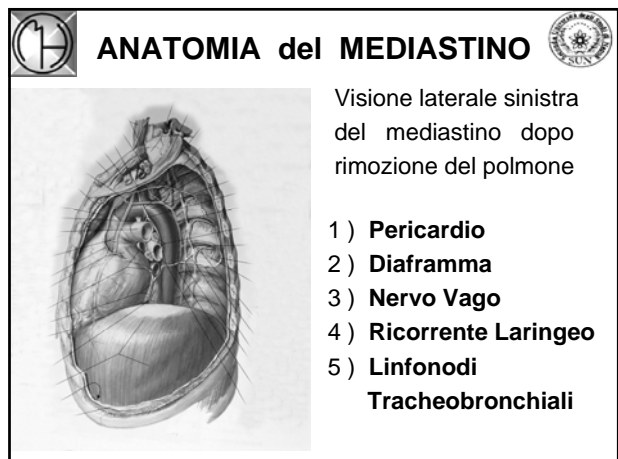 ANATOMIA del MEDIASTINO
Visione laterale sinistra
del mediastino dopo
rimozione del polmone
1 ) Pericardio
2 ) Diaframma
3 ) Nervo Vago
4 ) Ricorrente Laringeo
5 ) Linfonodi
Tracheobronchiali
SUN